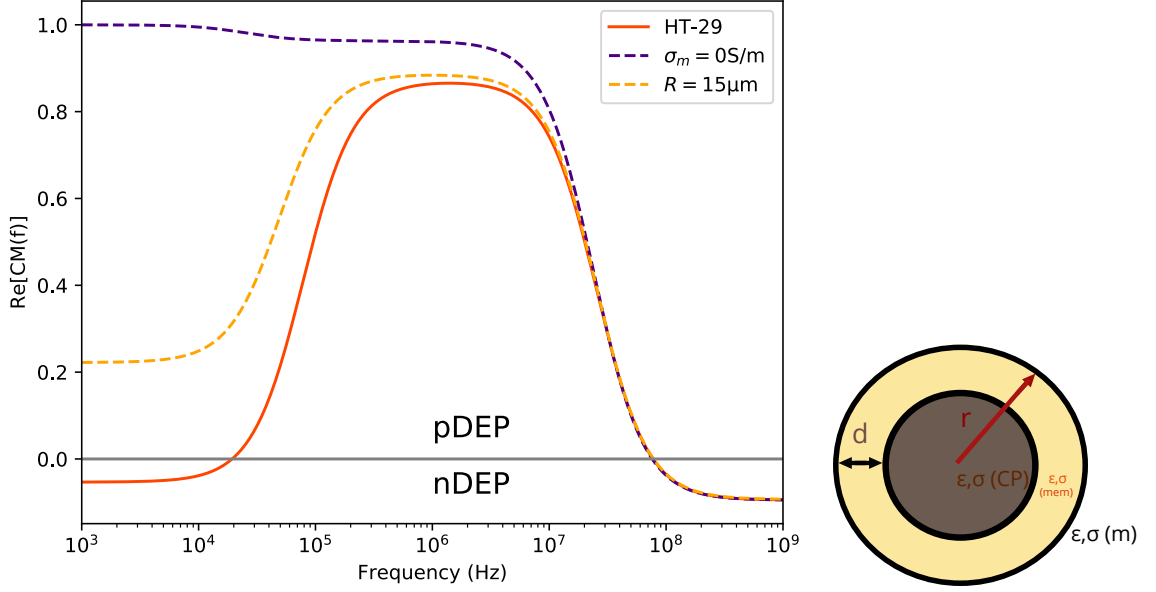 1.0
0.8
0.6
0.4
0.2
0.0
Re[CM(f)]
HT-29
σₘ = 0S/m
R = 15μm
pDEP
nDEP
10³ 10⁴ 10⁵ 10⁶ 10⁷ 10⁸ 10⁹
Frequency (Hz)
d
r
ε,σ (CP)
ε,σ
(mem)
ε,σ (m)